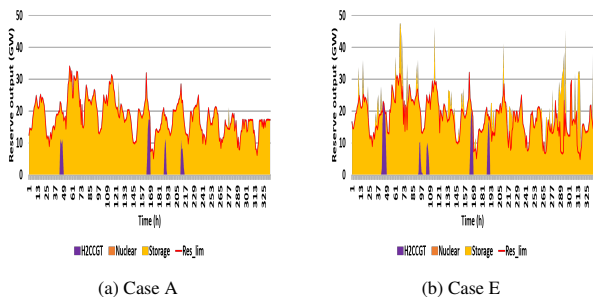 Reserve output (GW)
50
40
30
20
10
0
1 13 25 37 49 61 73 85 97 109 121 133 145 157 169 181 193 205 217 229 241 253 265 277 289 301 313 325
Time (h)
H2CCGT Nuclear Storage Res_lim
(a) Case A
Reserve output (GW)
50
40
30
20
10
0
1 13 25 37 49 61 73 85 97 109 121 133 145 157 169 181 193 205 217 229 241 253 265 277 289 301 313 325
Time (h)
H2CCGT Nuclear Storage Res_lim
(b) Case E